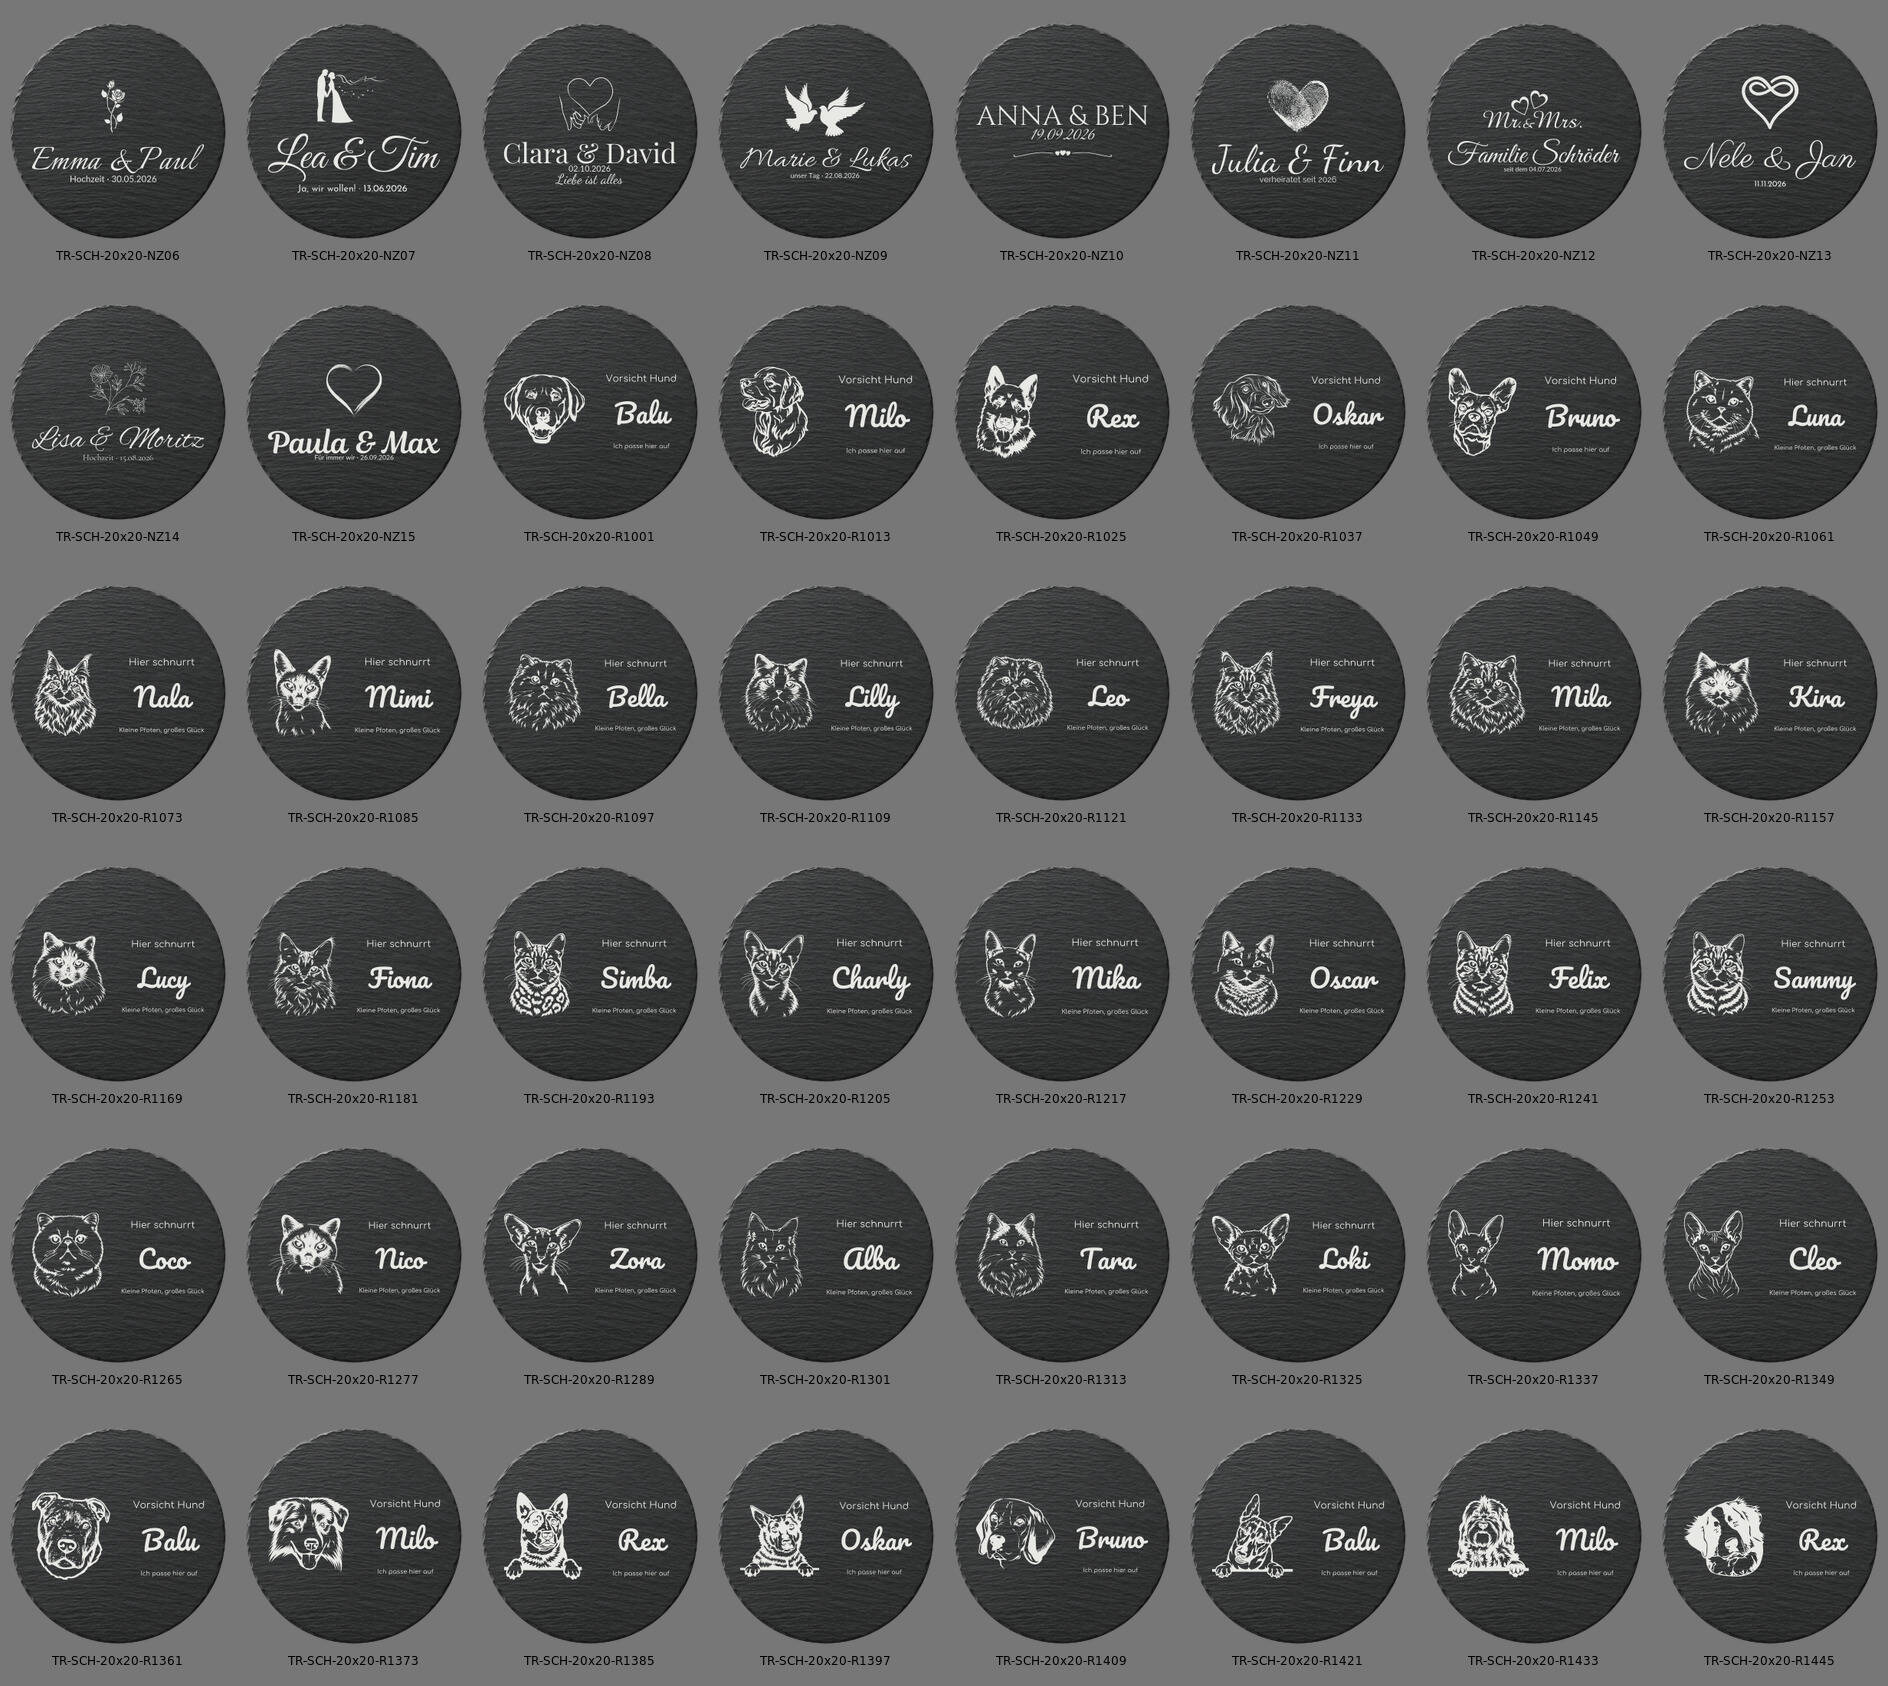 Emma & Paul
Hochzeit · 30.05.2026
TR-SCH-20x20-NZ06
Lea & Tim
Ja, wir wollen! · 13.06.2026
TR-SCH-20x20-NZ07
Clara & David
02.10.2026
Liebe ist alles
TR-SCH-20x20-NZ08
Marie & Lukas
unser Tag · 22.08.2026
TR-SCH-20x20-NZ09
ANNA & BEN
19.09.2026
TR-SCH-20x20-NZ10
Julia & Finn
verheiratet seit 2026
TR-SCH-20x20-NZ11
Mr. & Mrs.
Familie Schröder
seit dem 04.07.2026
TR-SCH-20x20-NZ12
Nele & Jan
11.11.2026
TR-SCH-20x20-NZ13
Lisa & Moritz
Hochzeit · 15.08.2026
TR-SCH-20x20-NZ14
Paula & Max
Für immer wir · 26.09.2026
TR-SCH-20x20-NZ15
Vorsicht Hund
Balu
Ich passe hier auf
TR-SCH-20x20-R1001
Vorsicht Hund
Milo
Ich passe hier auf
TR-SCH-20x20-R1013
Vorsicht Hund
Rex
Ich passe hier auf
TR-SCH-20x20-R1025
Vorsicht Hund
Oskar
Ich passe hier auf
TR-SCH-20x20-R1037
Vorsicht Hund
Bruno
Ich passe hier auf
TR-SCH-20x20-R1049
Hier schnurrt
Luna
Kleine Pfoten, großes Glück
TR-SCH-20x20-R1061
Hier schnurrt
Nala
Kleine Pfoten, großes Glück
TR-SCH-20x20-R1073
Hier schnurrt
Mimi
Kleine Pfoten, großes Glück
TR-SCH-20x20-R1085
Hier schnurrt
Bella
Kleine Pfoten, großes Glück
TR-SCH-20x20-R1097
Hier schnurrt
Lilly
Kleine Pfoten, großes Glück
TR-SCH-20x20-R1109
Hier schnurrt
Leo
Kleine Pfoten, großes Glück
TR-SCH-20x20-R1121
Hier schnurrt
Freya
Kleine Pfoten, großes Glück
TR-SCH-20x20-R1133
Hier schnurrt
Mila
Kleine Pfoten, großes Glück
TR-SCH-20x20-R1145
Hier schnurrt
Kira
Kleine Pfoten, großes Glück
TR-SCH-20x20-R1157
Hier schnurrt
Lucy
Kleine Pfoten, großes Glück
TR-SCH-20x20-R1169
Hier schnurrt
Fiona
Kleine Pfoten, großes Glück
TR-SCH-20x20-R1181
Hier schnurrt
Simba
Kleine Pfoten, großes Glück
TR-SCH-20x20-R1193
Hier schnurrt
Charly
Kleine Pfoten, großes Glück
TR-SCH-20x20-R1205
Hier schnurrt
Mika
Kleine Pfoten, großes Glück
TR-SCH-20x20-R1217
Hier schnurrt
Oscar
Kleine Pfoten, großes Glück
TR-SCH-20x20-R1229
Hier schnurrt
Felix
Kleine Pfoten, großes Glück
TR-SCH-20x20-R1241
Hier schnurrt
Sammy
Kleine Pfoten, großes Glück
TR-SCH-20x20-R1253
Hier schnurrt
Coco
Kleine Pfoten, großes Glück
TR-SCH-20x20-R1265
Hier schnurrt
Nico
Kleine Pfoten, großes Glück
TR-SCH-20x20-R1277
Hier schnurrt
Zora
Kleine Pfoten, großes Glück
TR-SCH-20x20-R1289
Hier schnurrt
Alba
Kleine Pfoten, großes Glück
TR-SCH-20x20-R1301
Hier schnurrt
Tara
Kleine Pfoten, großes Glück
TR-SCH-20x20-R1313
Hier schnurrt
Loki
Kleine Pfoten, großes Glück
TR-SCH-20x20-R1325
Hier schnurrt
Momo
Kleine Pfoten, großes Glück
TR-SCH-20x20-R1337
Hier schnurrt
Cleo
Kleine Pfoten, großes Glück
TR-SCH-20x20-R1349
Vorsicht Hund
Balu
Ich passe hier auf
TR-SCH-20x20-R1361
Vorsicht Hund
Milo
Ich passe hier auf
TR-SCH-20x20-R1373
Vorsicht Hund
Rex
Ich passe hier auf
TR-SCH-20x20-R1385
Vorsicht Hund
Oskar
Ich passe hier auf
TR-SCH-20x20-R1397
Vorsicht Hund
Bruno
Ich passe hier auf
TR-SCH-20x20-R1409
Vorsicht Hund
Balu
Ich passe hier auf
TR-SCH-20x20-R1421
Vorsicht Hund
Milo
Ich passe hier auf
TR-SCH-20x20-R1433
Vorsicht Hund
Rex
Ich passe hier auf
TR-SCH-20x20-R1445